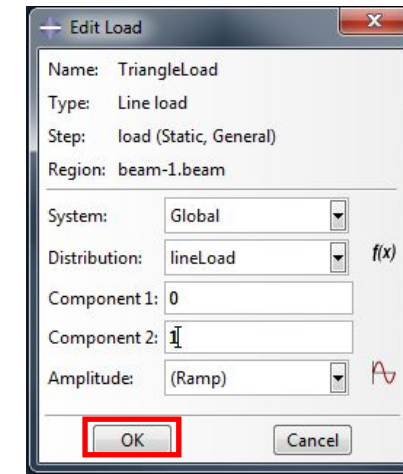 Edit Load
x
Name: TriangleLoad
Type: Line load
Step: load (Static, General)
Region: beam-1.beam
System: Global
Distribution: lineLoad f(x)
Component 1: 0
Component 2: 1
Amplitude: (Ramp)
OK Cancel